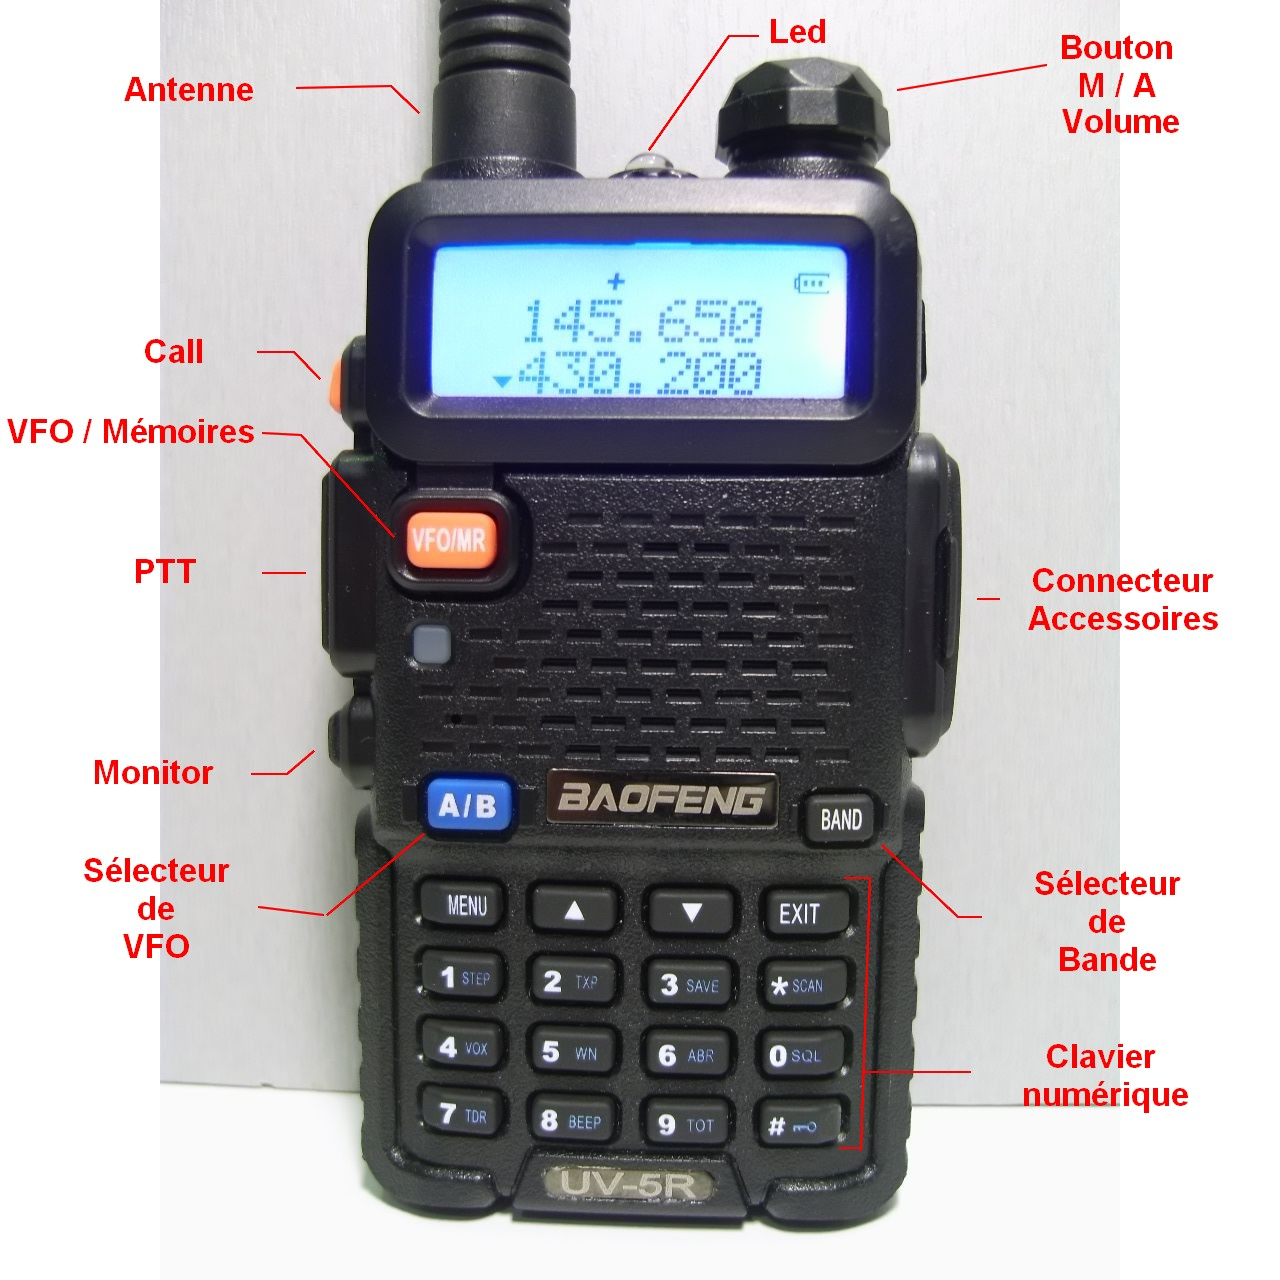 Led
Bouton
M / A
Volume
Antenne
+
145.650
430.200
Call
VFO / Mémoires
VFO/MR
PTT
Connecteur
Accessoires
Monitor
A/B
BAOFENG
BAND
Sélecteur
de
VFO
Sélecteur
de
Bande
MENU ▲ ▼ EXIT
1 STEP 2 TXP 3 SAVE * SCAN
4 VOX 5 WN 6 ABR 0 SQL
7 TDR 8 BEEP 9 TOT #
Clavier
numérique
UV-5R